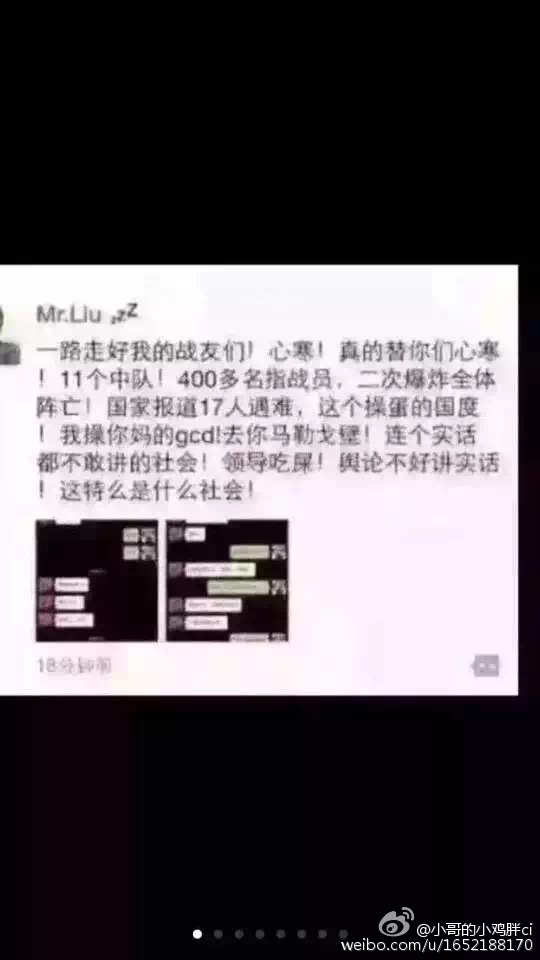 Mr.Liu zzZ
一路走好我的战友们！心寒！真的替你们心寒
！11个中队！400多名指战员，二次爆炸全体
阵亡！国家报道17人遇难，这个操蛋的国度
！我操你妈的gcd!去你马勒戈壁！连个实话
都不敢讲的社会！领导吃屎！舆论不好讲实话
！这特么是什么社会！
18分钟前
@小哥的小鸡胖ci
weibo.com/u/1652188170